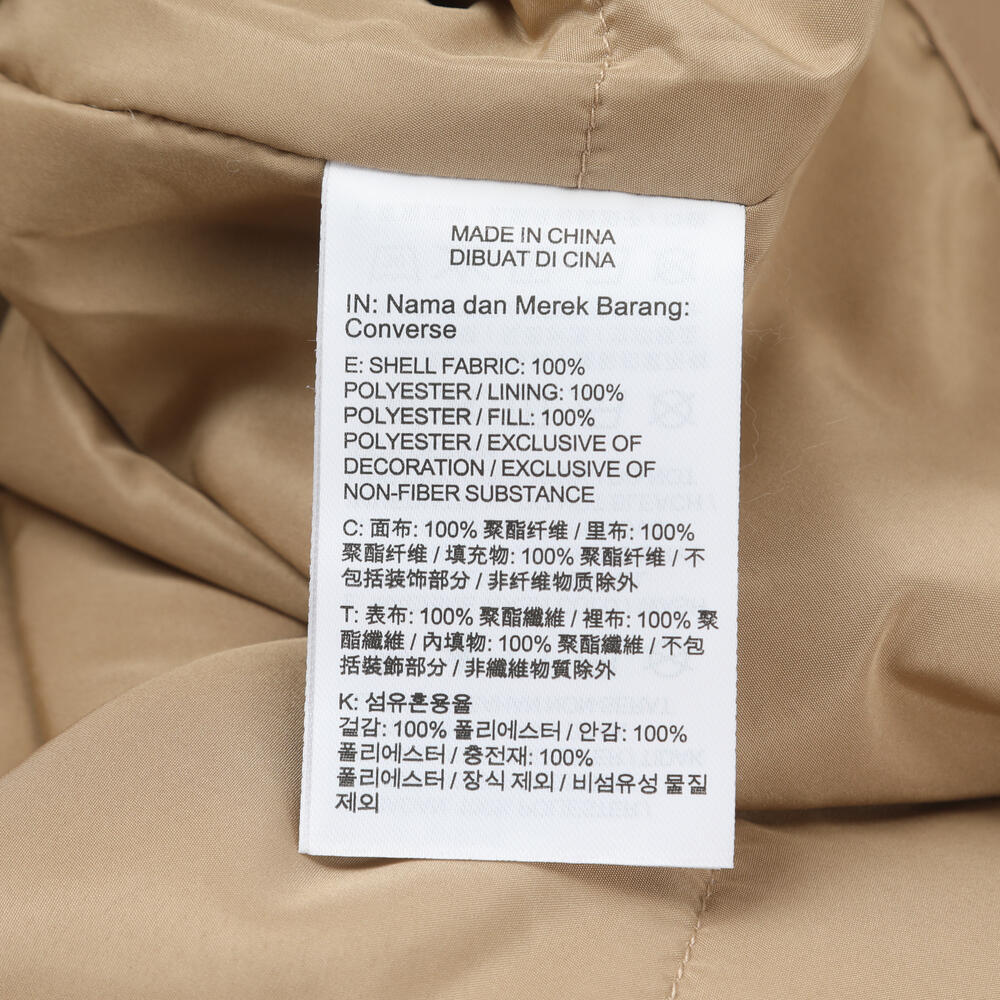 MADE IN CHINA
DIBUAT DI CINA
IN: Nama dan Merek Barang:
Converse
E: SHELL FABRIC: 100%
POLYESTER / LINING: 100%
POLYESTER / FILL: 100%
POLYESTER / EXCLUSIVE OF
DECORATION / EXCLUSIVE OF
NON-FIBER SUBSTANCE
C: 面布: 100% 聚酯纤维 / 里布: 100%
聚酯纤维 / 填充物: 100% 聚酯纤维 / 不
包括装饰部分 / 非纤维物质除外
T: 表布: 100% 聚酯纖維 / 裡布: 100% 聚
酯纖維 / 內填物: 100% 聚酯纖維 / 不包
括裝飾部分 / 非纖維物質除外
K: 섬유혼용율
겉감: 100% 폴리에스터 / 안감: 100%
폴리에스터 / 충전재: 100%
폴리에스터 / 장식 제외 / 비섬유성 물질
제외